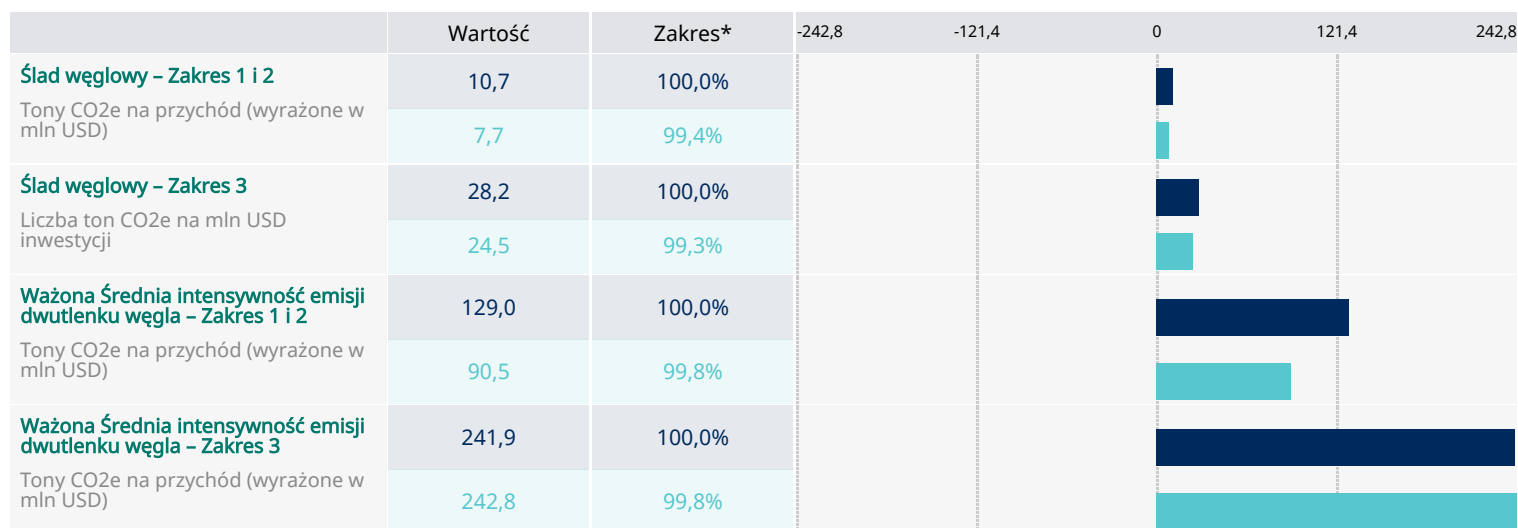 Wartość Zakres* -242,8 -121,4 0 121,4 242,8
Ślad węglowy – Zakres 1 i 2
Tony CO2e na przychód (wyrażone w
mln USD)
10,7 100,0%
7,7 99,4%
Ślad węglowy – Zakres 3
Liczba ton CO2e na mln USD
inwestycji
28,2 100,0%
24,5 99,3%
Ważona Średnia intensywność emisji
dwutlenku węgla – Zakres 1 i 2
Tony CO2e na przychód (wyrażone w
mln USD)
129,0 100,0%
90,5 99,8%
Ważona Średnia intensywność emisji
dwutlenku węgla – Zakres 3
Tony CO2e na przychód (wyrażone w
mln USD)
241,9 100,0%
242,8 99,8%